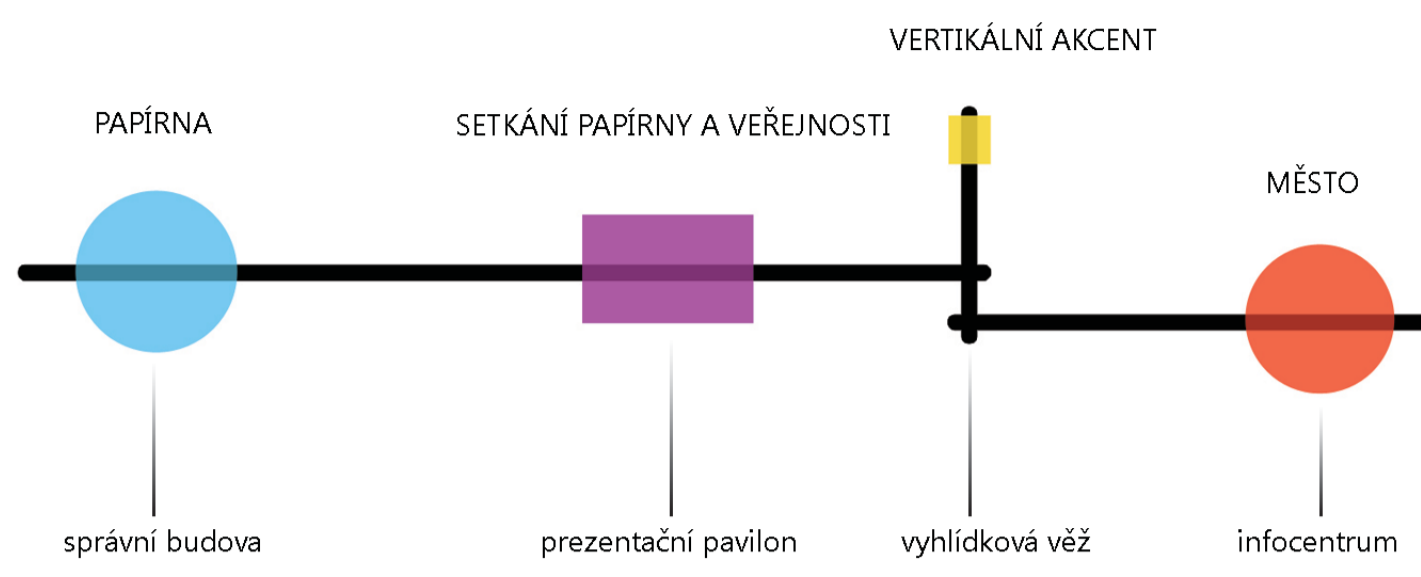 VERTIKÁLNÍ AKCENT
PAPÍRNA
SETKÁNÍ PAPÍRNY A VEŘEJNOSTI
MĚSTO
správní budova
prezentační pavilon
vyhlídková věž
infocentrum